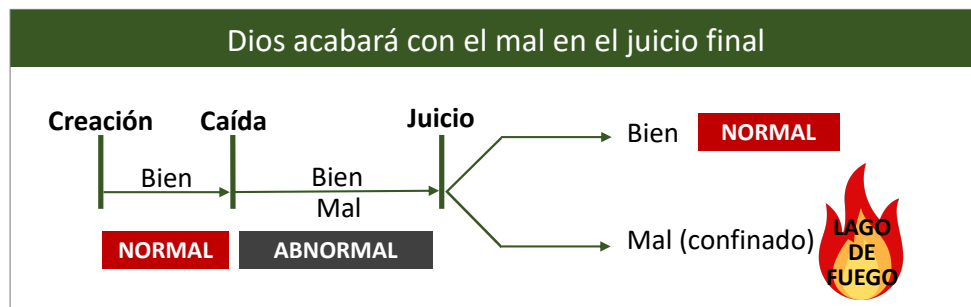 Dios acabará con el mal en el juicio final
Creación
Caída
Juicio
Bien
NORMAL
Bien
Bien
Mal
Mal (confinado)
LAGO
DE
FUEGO
NORMAL
ABNORMAL